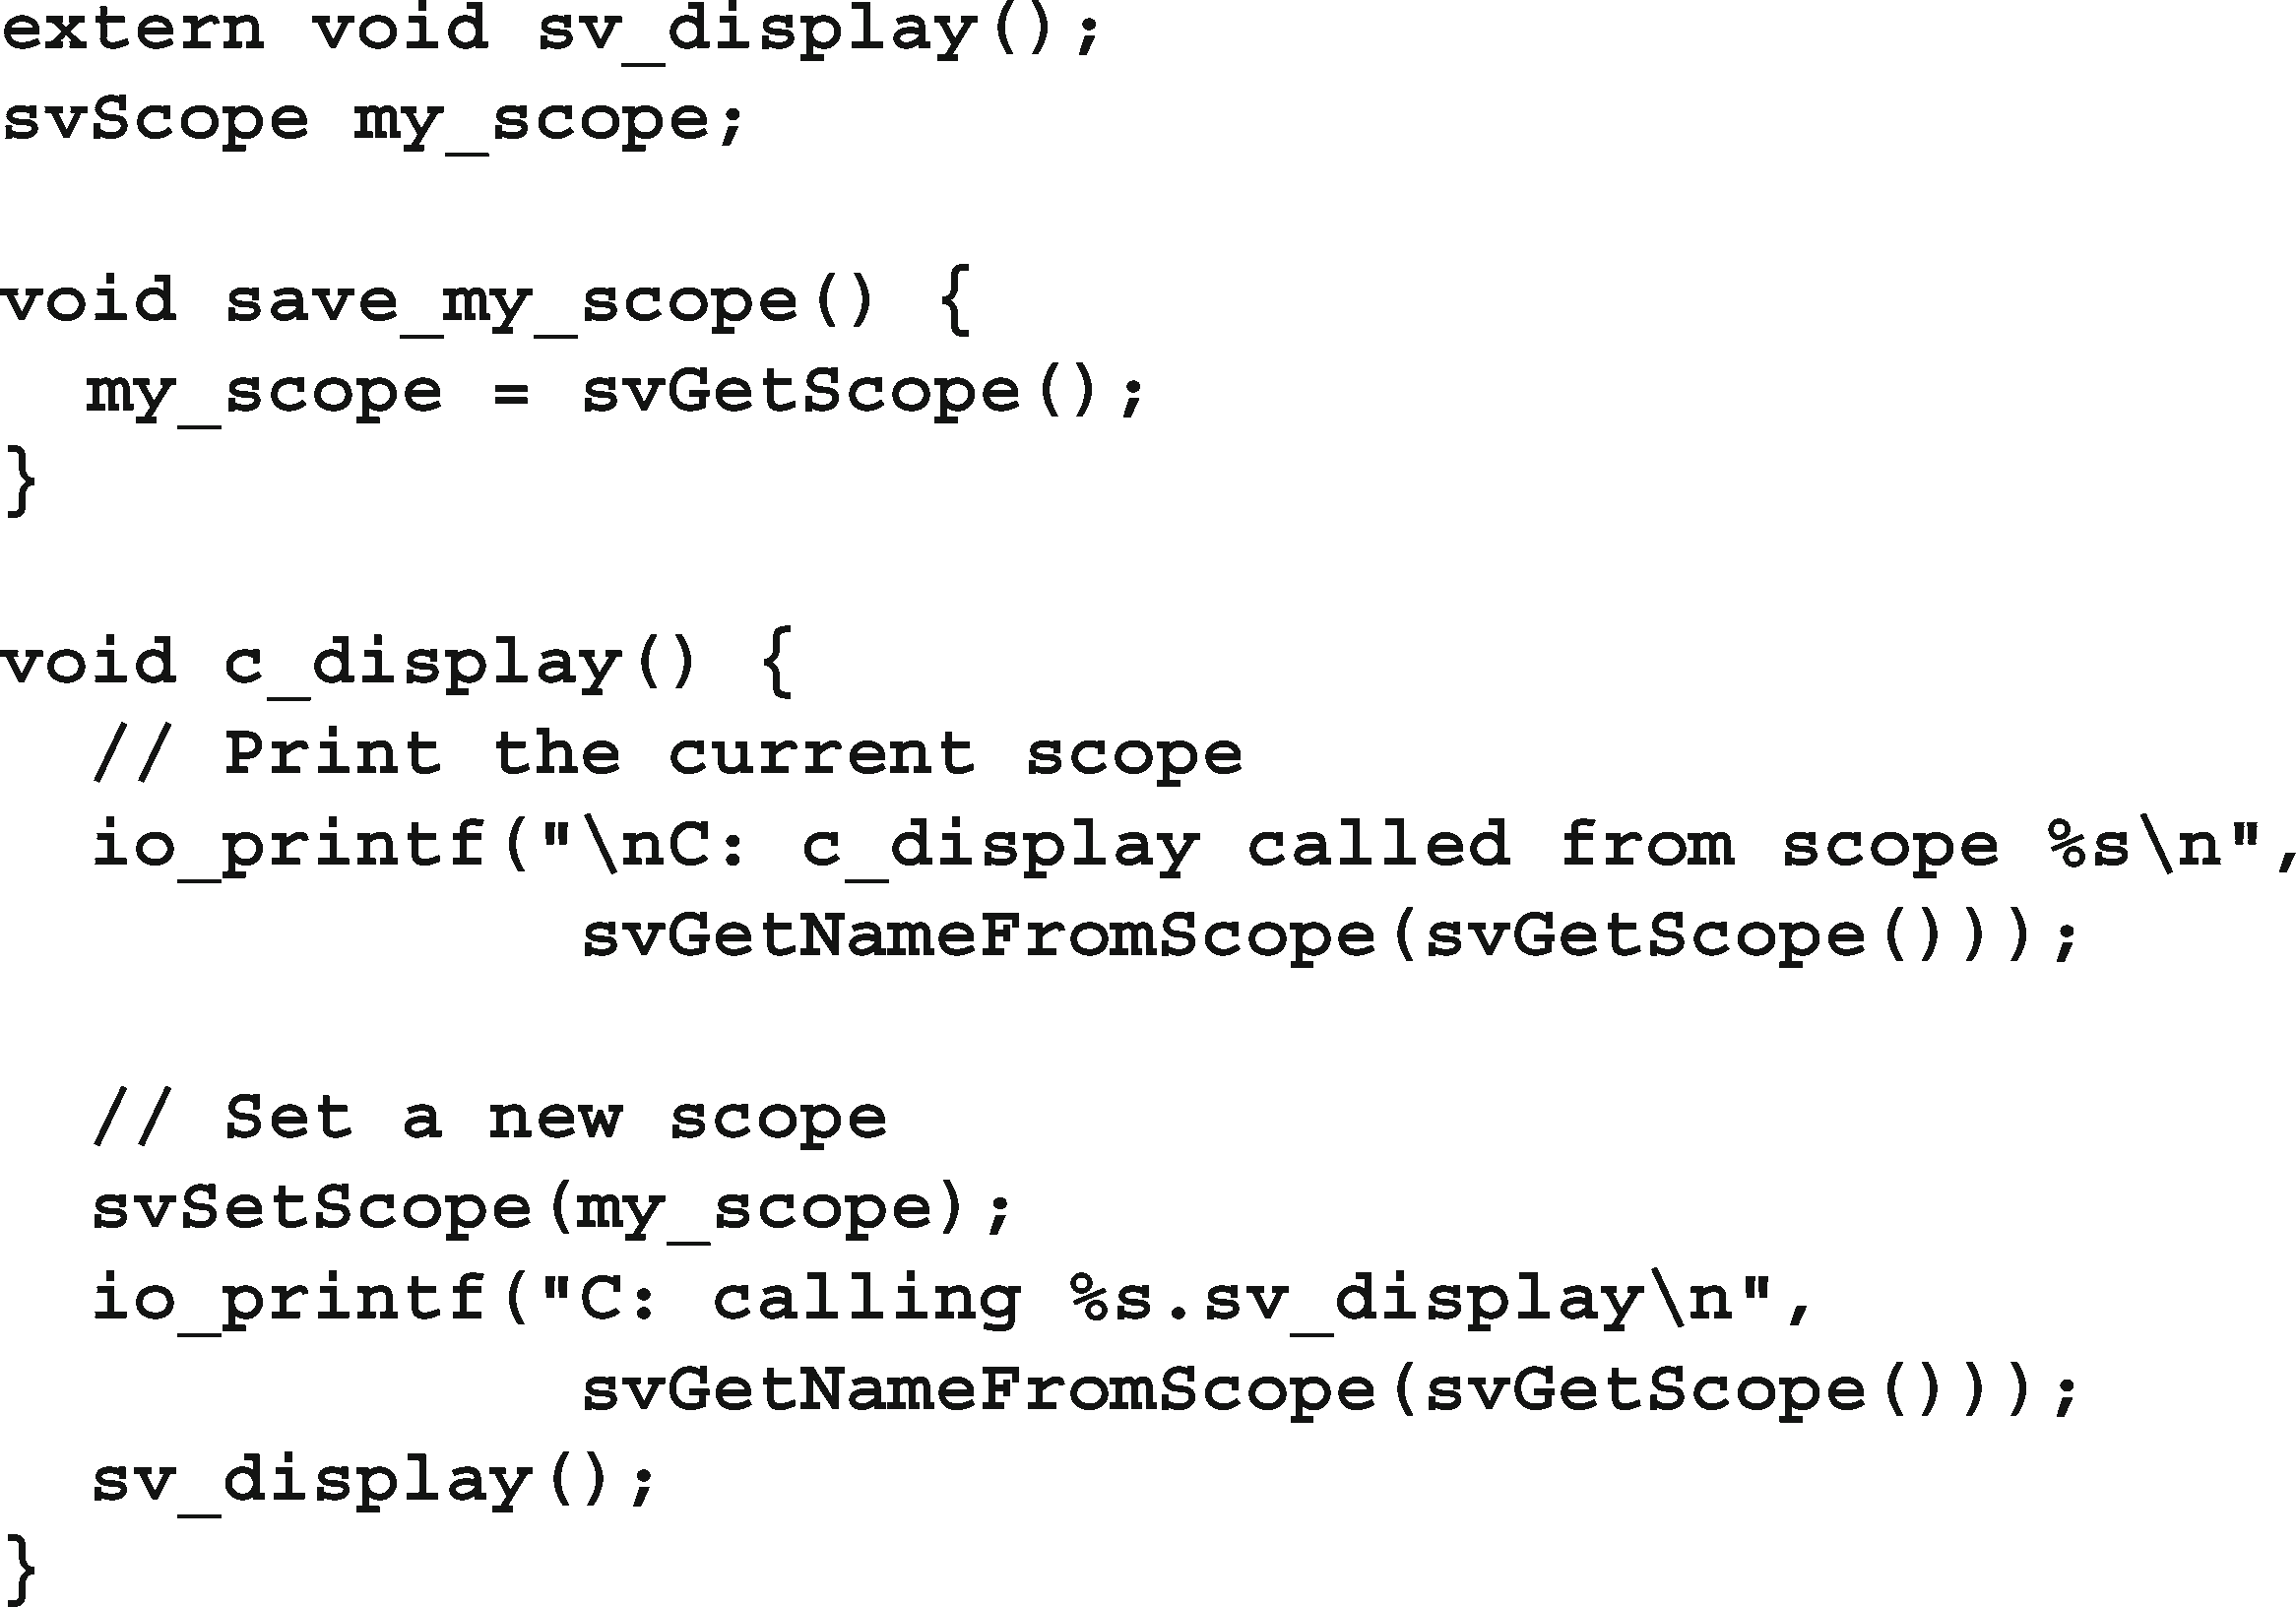 extern void sv_display();
svScope my_scope;

void save_my_scope() {
  my_scope = svGetScope();
}

void c_display() {
  // Print the current scope
  io_printf("\nC: c_display called from scope %s\n",
             svGetNameFromScope(svGetScope()));

  // Set a new scope
  svSetScope(my_scope);
  io_printf("C: calling %s.sv_display\n",
             svGetNameFromScope(svGetScope()));
  sv_display();
}